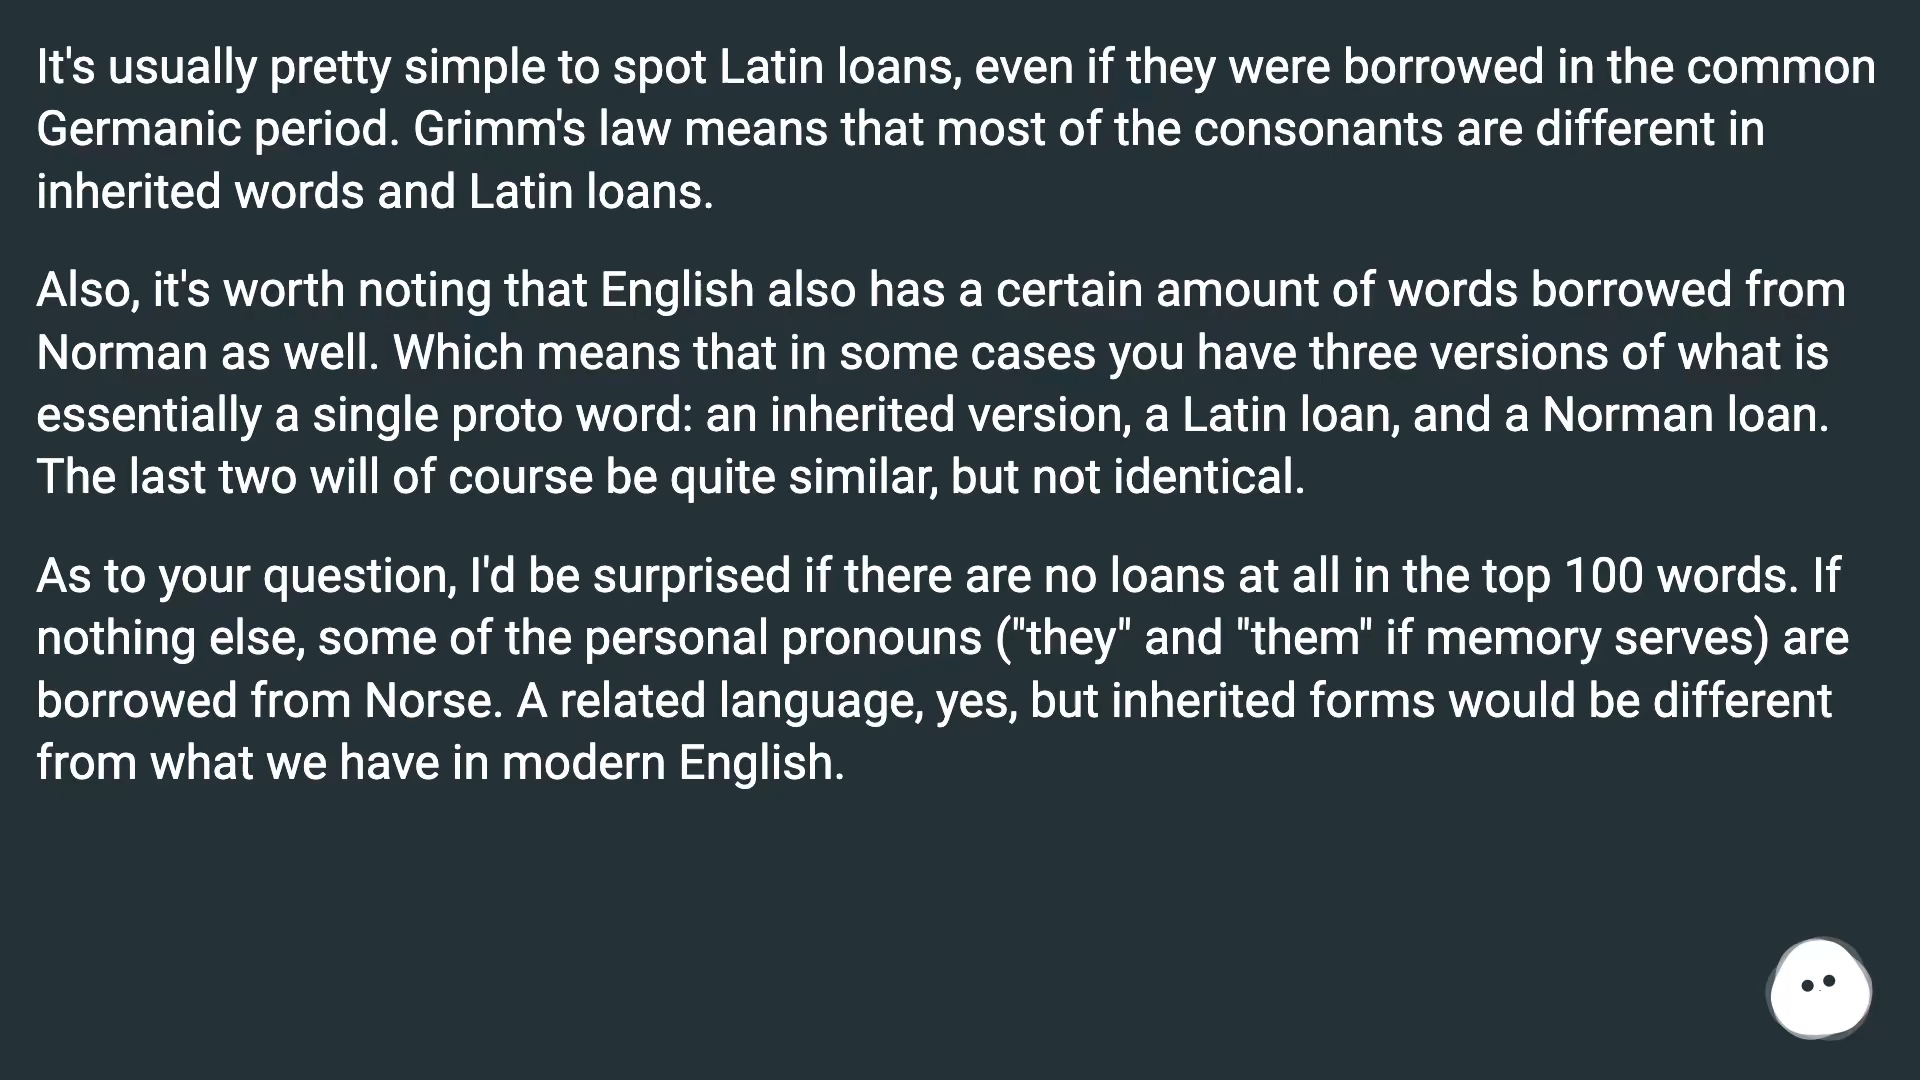 It's usually pretty simple to spot Latin loans, even if they were borrowed in the common
Germanic period. Grimm's law means that most of the consonants are different in
inherited words and Latin loans.
Also, it's worth noting that English also has a certain amount of words borrowed from
Norman as well. Which means that in some cases you have three versions of what is
essentially a single proto word: an inherited version, a Latin loan, and a Norman loan.
The last two will of course be quite similar, but not identical.
As to your question, I'd be surprised if there are no loans at all in the top 100 words. If
nothing else, some of the personal pronouns ("they" and "them" if memory serves) are
borrowed from Norse. A related language, yes, but inherited forms would be different
from what we have in modern English.